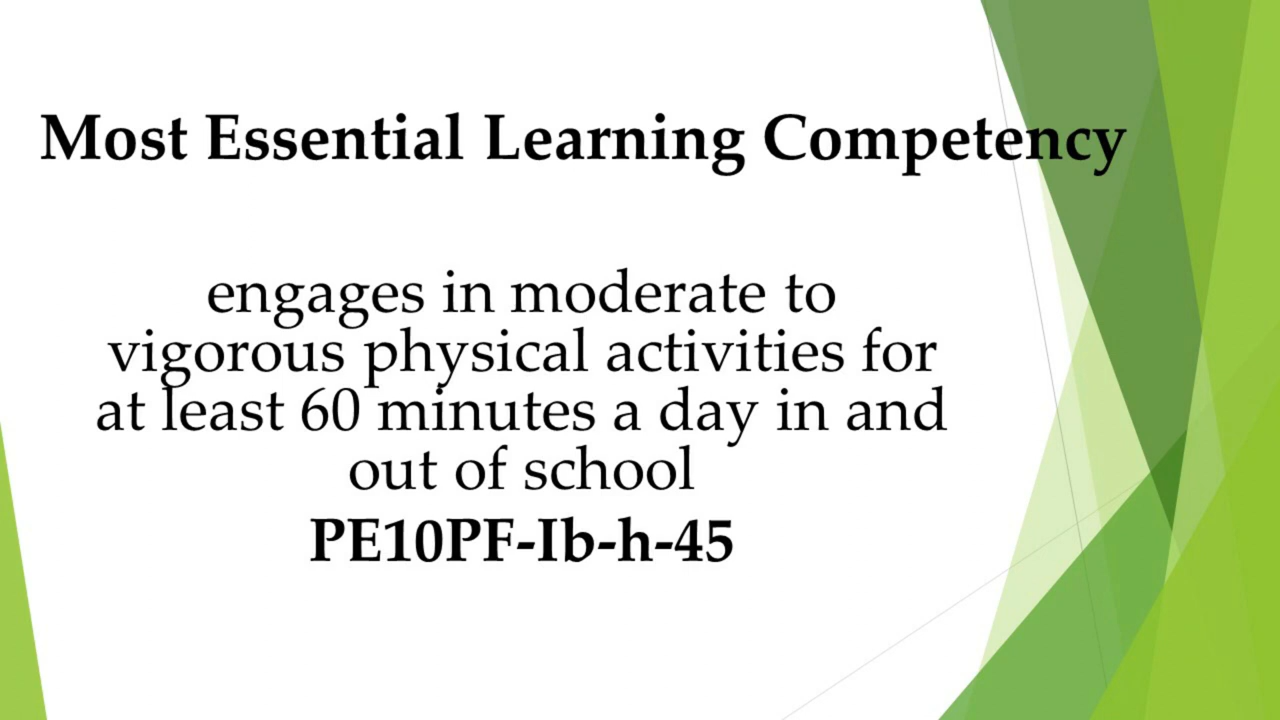 Most Essential Learning Competency
engages in moderate to
vigorous physical activities for
at least 60 minutes a day in and
out of school
PE10PF-Ib-h-45